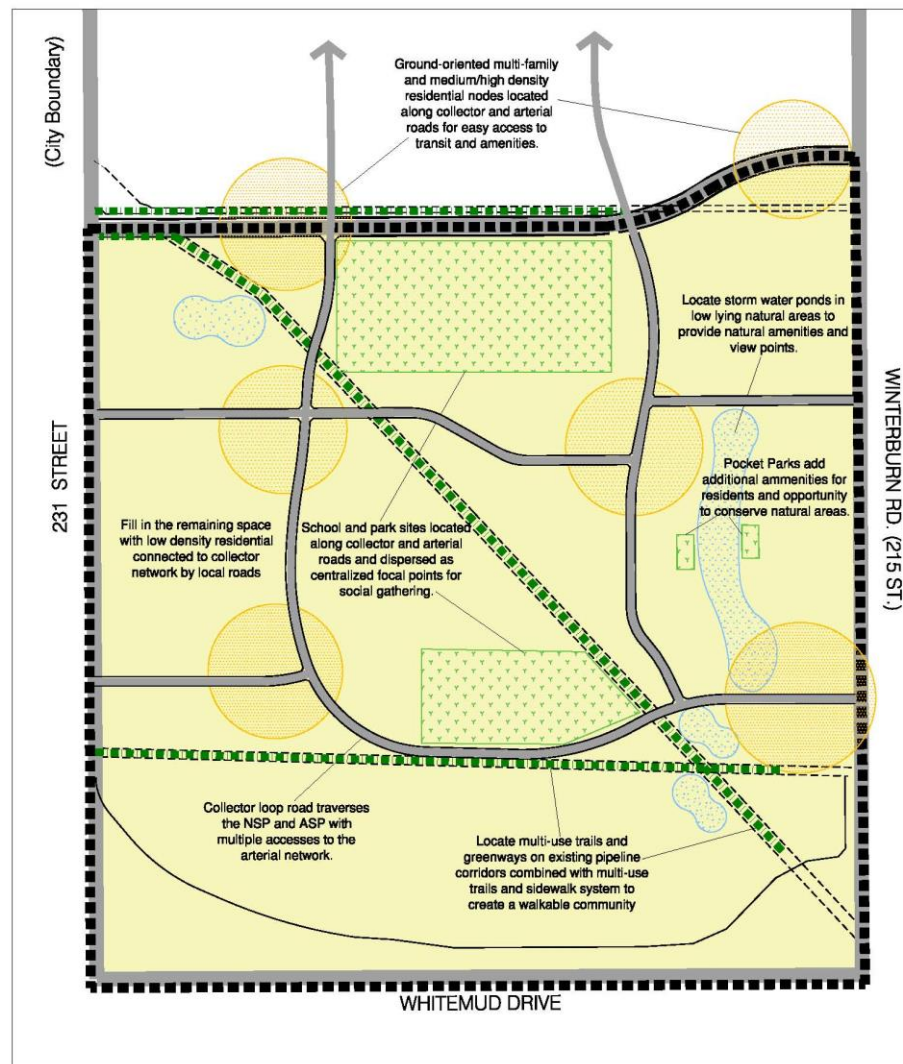 (City Boundary)
Ground-oriented multi-family
and medium/high density
residential nodes located
along collector and arterial
roads for easy access to
transit and amenities.
Locate storm water ponds in
low lying natural areas to
provide natural amenities and
view points.
231 STREET
WINTERBURN RD. (215 ST.)
Pocket Parks add
additional ammenities for
residents and opportunity
to conserve natural areas.
Fill in the remaining space
with low density residential
connected to collector
network by local roads
School and park sites located
along collector and arterial
roads and dispersed as
centralized focal points for
social gathering.
Collector loop road traverses
the NSP and ASP with
multiple accesses to the
arterial network.
Locate multi-use trails and
greenways on existing pipeline
corridors combined with multi-use
trails and sidewalk system to
create a walkable community
WHITEMUD DRIVE